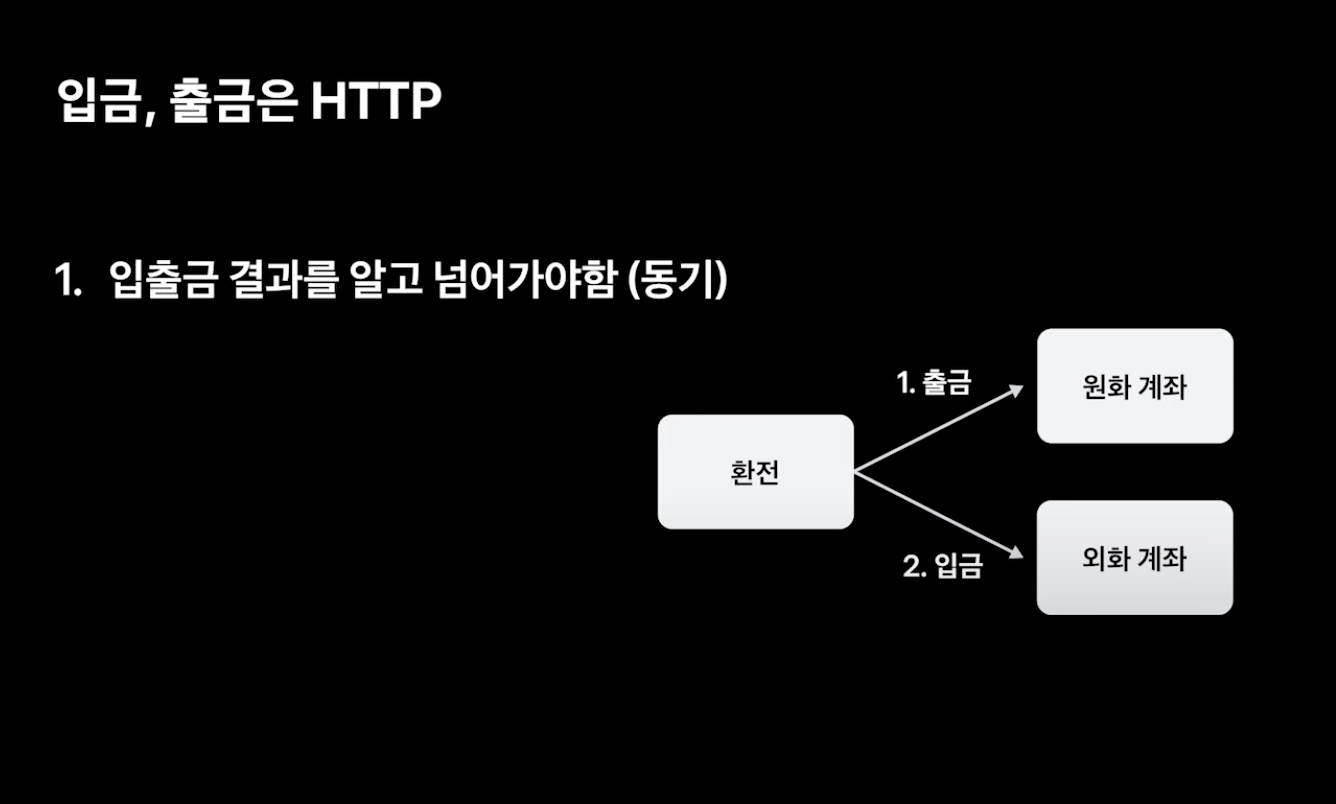 입금, 출금은 HTTP
1. 입출금 결과를 알고 넘어가야함 (동기)
1. 출금
원화 계좌
환전
2. 입금
외화 계좌